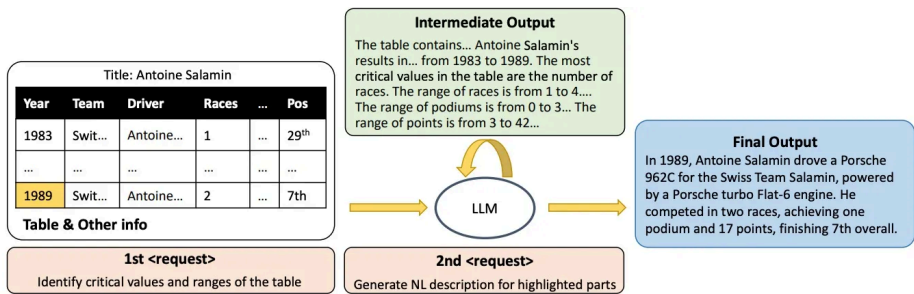 Title: Antoine Salamin
Year Team Driver Races ... Pos
1983 Swit... Antoine... 1 ... 29th
... ... ... ... ... ...
1989 Swit... Antoine... 2 ... 7th
Table & Other info
1st <request>
Identify critical values and ranges of the table
Intermediate Output
The table contains... Antoine Salamin's
results in... from 1983 to 1989. The most
critical values in the table are the number of
races. The range of races is from 1 to 4....
The range of podiums is from 0 to 3... The
range of points is from 3 to 42...
LLM
2nd <request>
Generate NL description for highlighted parts
Final Output
In 1989, Antoine Salamin drove a Porsche
962C for the Swiss Team Salamin, powered
by a Porsche turbo Flat-6 engine. He
competed in two races, achieving one
podium and 17 points, finishing 7th overall.